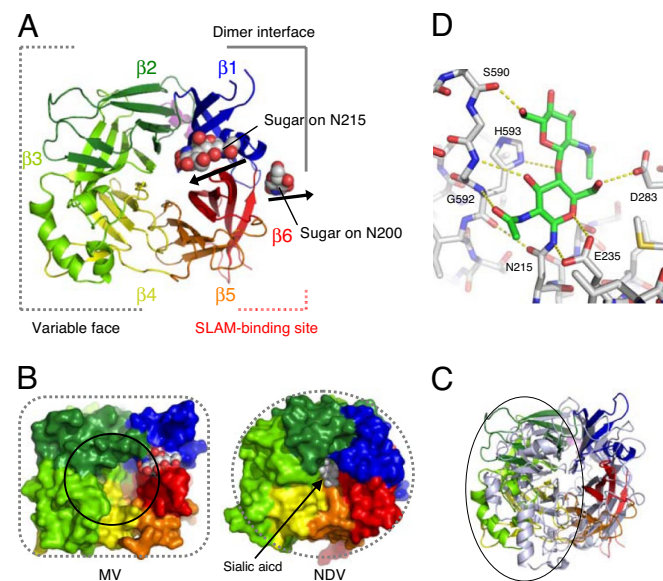 A
Dimer interface
β2
β1
Sugar on N215
β3
β6
Sugar on N200
β4
β5
Variable face
SLAM-binding site
D
S590
H593
G592
D283
N215
E235
B
Sialic aicd
MV
NDV
C